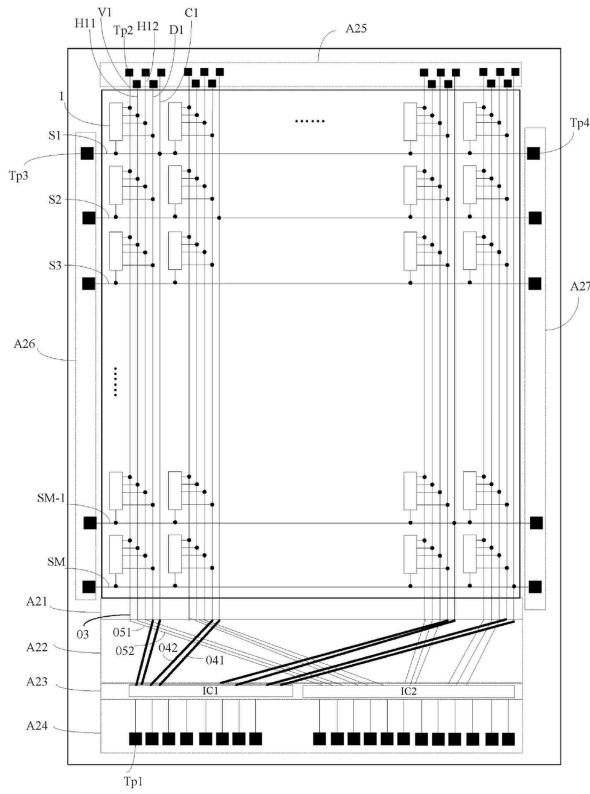 C1
V1
H12
H11
Tp2
D1
A25
1
S1
Tp4
Tp3
S2
S3
A27
A26
......
......
SM-1
SM
A21
03
051
052
042
041
A22
A23
IC1
IC2
A24
Tp1